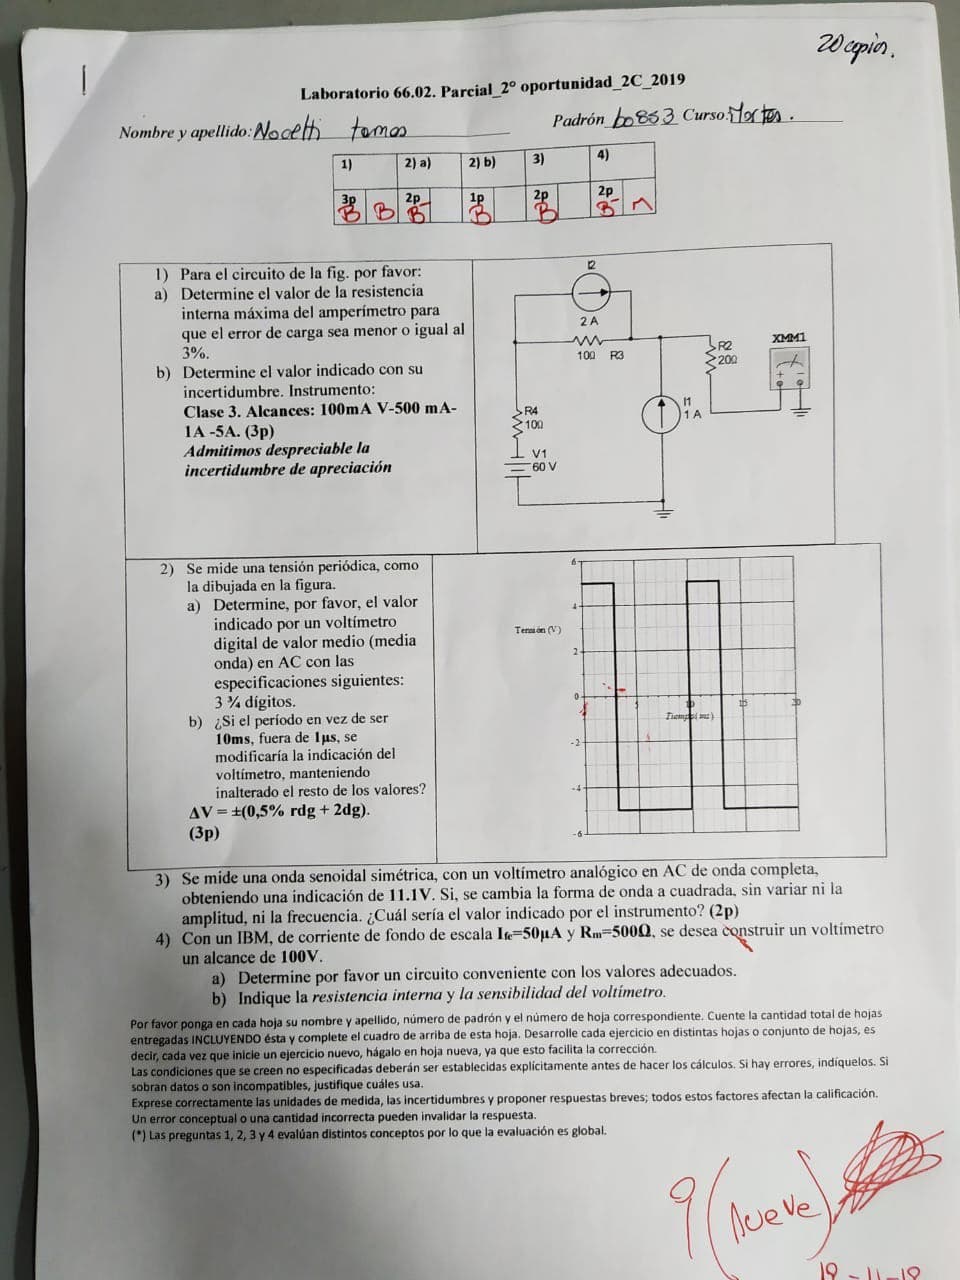 20 copias.
Laboratorio 66.02. Parcial_2° oportunidad_2C_2019
Nombre y apellido: Nocetti tomas Padrón 60853 Curso: Martes.
1) 2) a) 2) b) 3) 4)
3p 2p 1p 2p 2p
B B B- B B B- M
1) Para el circuito de la fig. por favor:
a) Determine el valor de la resistencia
interna máxima del amperímetro para
que el error de carga sea menor o igual al
3%.
b) Determine el valor indicado con su
incertidumbre. Instrumento:
Clase 3. Alcances: 100mA V-500 mA-
1A -5A. (3p)
Admitimos despreciable la
incertidumbre de apreciación
I2
2 A
10Ω R3
R2
20Ω
XMM1
I1
1 A
R4
10Ω
V1
60 V
2) Se mide una tensión periódica, como
la dibujada en la figura.
a) Determine, por favor, el valor
indicado por un voltímetro
digital de valor medio (media
onda) en AC con las
especificaciones siguientes:
3 ¾ dígitos.
b) ¿Si el período en vez de ser
10ms, fuera de 1µs, se
modificaría la indicación del
voltímetro, manteniendo
inalterado el resto de los valores?
ΔV = ±(0,5% rdg + 2dg).
(3p)
6
4
Tensión (V)
2
0
5 10 15 20
Tiempo( ms)
-2
-4
-6
3) Se mide una onda senoidal simétrica, con un voltímetro analógico en AC de onda completa,
obteniendo una indicación de 11.1V. Si, se cambia la forma de onda a cuadrada, sin variar ni la
amplitud, ni la frecuencia. ¿Cuál sería el valor indicado por el instrumento? (2p)
4) Con un IBM, de corriente de fondo de escala Ife=50µA y Rm=500Ω, se desea construir un voltímetro
un alcance de 100V.
a) Determine por favor un circuito conveniente con los valores adecuados.
b) Indique la resistencia interna y la sensibilidad del voltímetro.
Por favor ponga en cada hoja su nombre y apellido, número de padrón y el número de hoja correspondiente. Cuente la cantidad total de hojas
entregadas INCLUYENDO ésta y complete el cuadro de arriba de esta hoja. Desarrolle cada ejercicio en distintas hojas o conjunto de hojas, es
decir, cada vez que inicie un ejercicio nuevo, hágalo en hoja nueva, ya que esto facilita la corrección.
Las condiciones que se creen no especificadas deberán ser establecidas explícitamente antes de hacer los cálculos. Si hay errores, indíquelos. Si
sobran datos o son incompatibles, justifique cuáles usa.
Exprese correctamente las unidades de medida, las incertidumbres y proponer respuestas breves; todos estos factores afectan la calificación.
Un error conceptual o una cantidad incorrecta pueden invalidar la respuesta.
(*) Las preguntas 1, 2, 3 y 4 evalúan distintos conceptos por lo que la evaluación es global.
9 (Nueve)